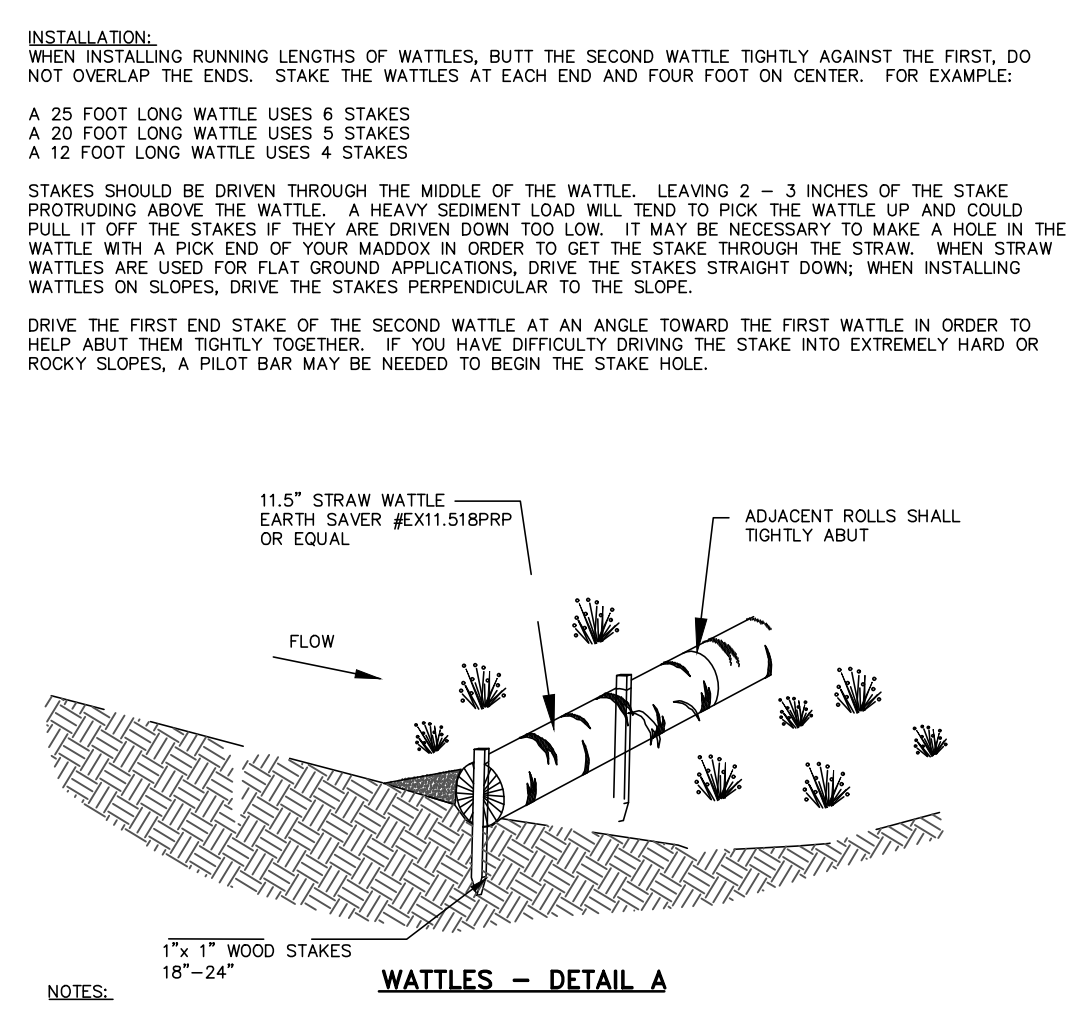 INSTALLATION:
WHEN INSTALLING RUNNING LENGTHS OF WATTLES, BUTT THE SECOND WATTLE TIGHTLY AGAINST THE FIRST, DO
NOT OVERLAP THE ENDS. STAKE THE WATTLES AT EACH END AND FOUR FOOT ON CENTER. FOR EXAMPLE:
A 25 FOOT LONG WATTLE USES 6 STAKES
A 20 FOOT LONG WATTLE USES 5 STAKES
A 12 FOOT LONG WATTLE USES 4 STAKES
STAKES SHOULD BE DRIVEN THROUGH THE MIDDLE OF THE WATTLE. LEAVING 2 – 3 INCHES OF THE STAKE
PROTRUDING ABOVE THE WATTLE. A HEAVY SEDIMENT LOAD WILL TEND TO PICK THE WATTLE UP AND COULD
PULL IT OFF THE STAKES IF THEY ARE DRIVEN DOWN TOO LOW. IT MAY BE NECESSARY TO MAKE A HOLE IN THE
WATTLE WITH A PICK END OF YOUR MADDOX IN ORDER TO GET THE STAKE THROUGH THE STRAW. WHEN STRAW
WATTLES ARE USED FOR FLAT GROUND APPLICATIONS, DRIVE THE STAKES STRAIGHT DOWN; WHEN INSTALLING
WATTLES ON SLOPES, DRIVE THE STAKES PERPENDICULAR TO THE SLOPE.
DRIVE THE FIRST END STAKE OF THE SECOND WATTLE AT AN ANGLE TOWARD THE FIRST WATTLE IN ORDER TO
HELP ABUT THEM TIGHTLY TOGETHER. IF YOU HAVE DIFFICULTY DRIVING THE STAKE INTO EXTREMELY HARD OR
ROCKY SLOPES, A PILOT BAR MAY BE NEEDED TO BEGIN THE STAKE HOLE.
11.5" STRAW WATTLE
EARTH SAVER #EX11.518PRP
OR EQUAL
ADJACENT ROLLS SHALL
TIGHTLY ABUT
FLOW
1"x 1" WOOD STAKES
18"–24"
WATTLES – DETAIL A
NOTES: